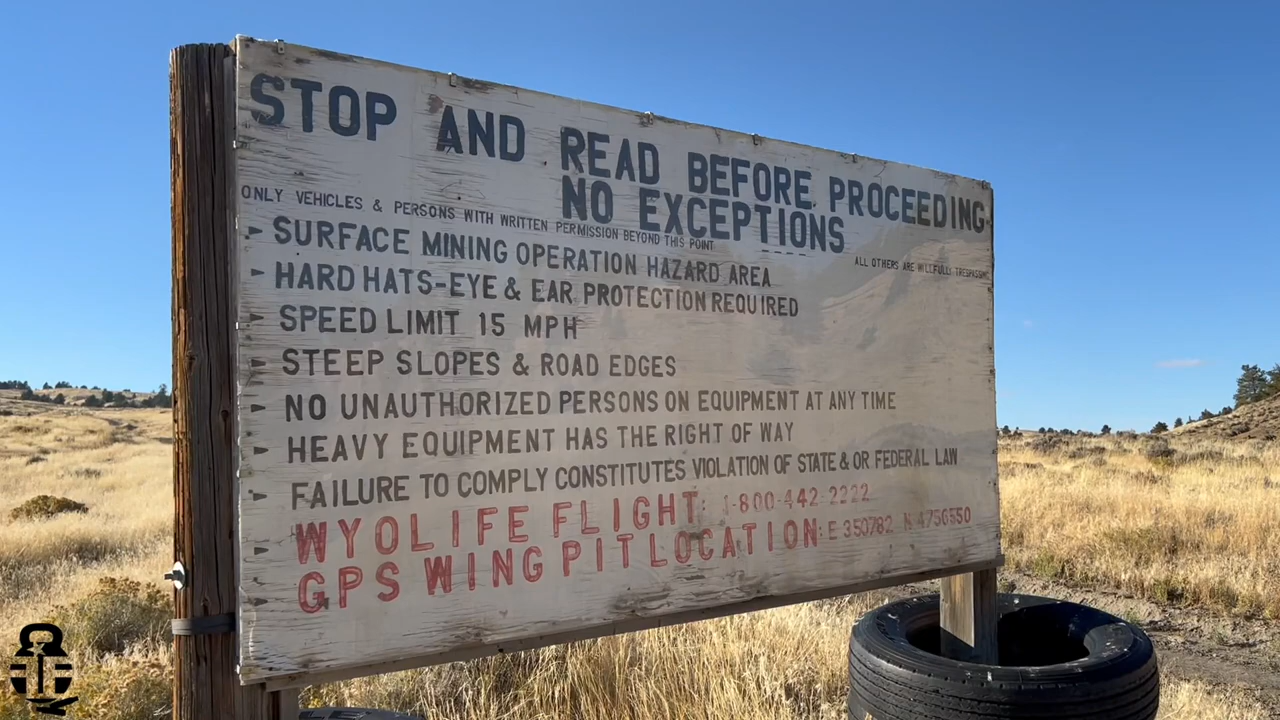 STOP AND READ BEFORE PROCEEDING
NO EXCEPTIONS
ONLY VEHICLES & PERSONS WITH WRITTEN PERMISSION BEYOND THIS POINT
ALL OTHERS ARE WILLFULLY TRESPASSING
SURFACE MINING OPERATION HAZARD AREA
HARD HATS-EYE & EAR PROTECTION REQUIRED
SPEED LIMIT 15 MPH
STEEP SLOPES & ROAD EDGES
NO UNAUTHORIZED PERSONS ON EQUIPMENT AT ANY TIME
HEAVY EQUIPMENT HAS THE RIGHT OF WAY
FAILURE TO COMPLY CONSTITUTES VIOLATION OF STATE & OR FEDERAL LAW
WYOLIFE FLIGHT: 1-800-442-2222
GPS WING PIT LOCATION: E 350782 N 4756550